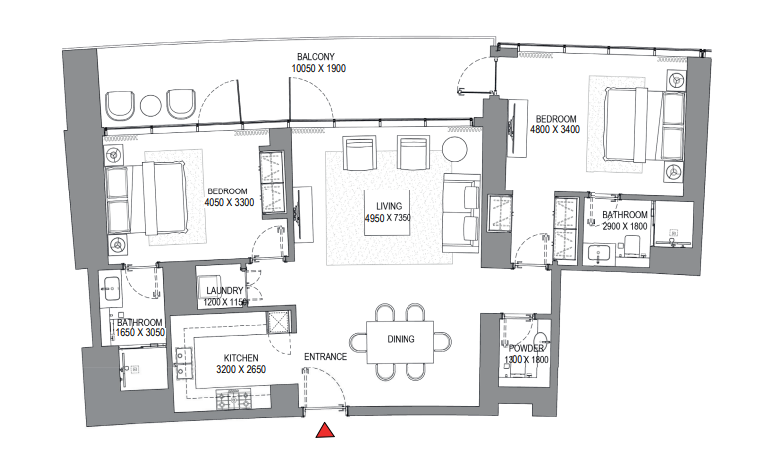 BALCONY
10050 X 1900
BEDROOM
4800 X 3400
BEDROOM
4050 X 3300
LIVING
4950 X 7350
BATHROOM
2900 X 1800
LAUNDRY
1200 X 1150
BATHROOM
1650 X 3050
KITCHEN
3200 X 2650
ENTRANCE
DINING
POWDER
1300 X 1800